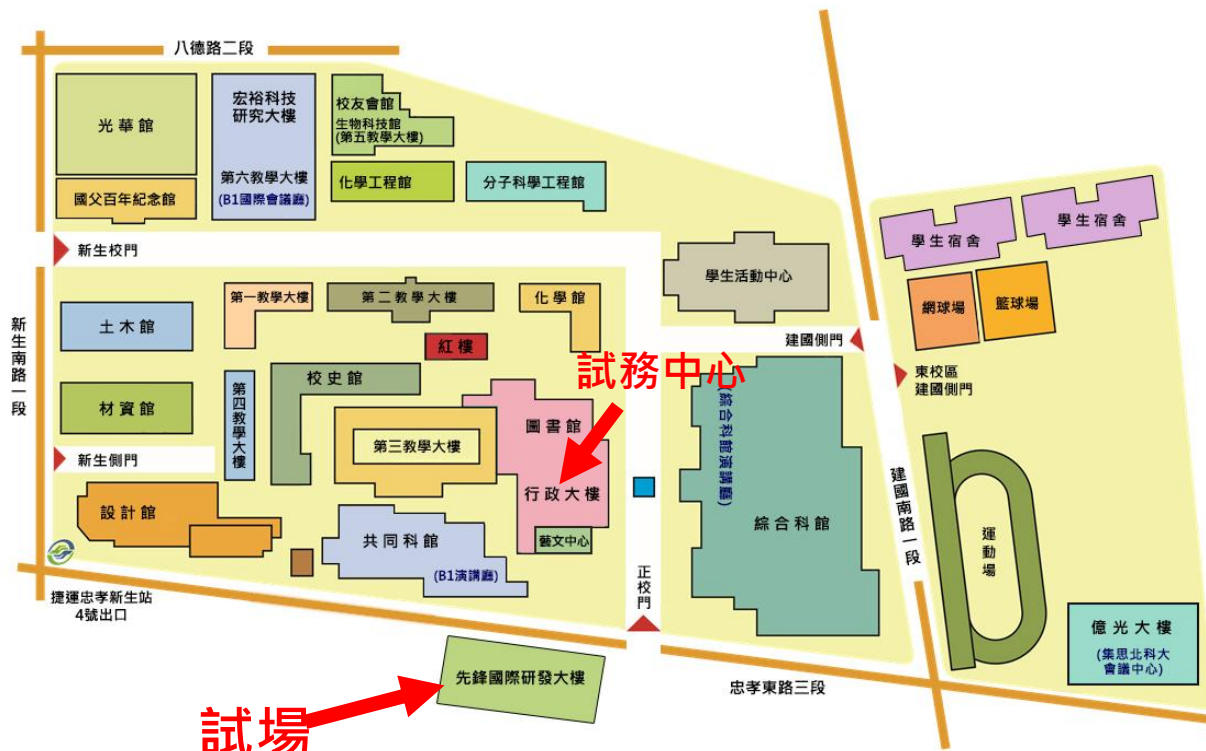 八德路二段
光華館
宏裕科技
研究大樓
第六教學大樓
(B1國際會議廳)
校友會館
生物科技館
(第五教學大樓)
國父百年紀念館
化學工程館
分子科學工程館
學生宿舍
學生宿舍
新生校門
學生活動中心
第一教學大樓
第二教學大樓
化學館
網球場
籃球場
新生南路一段
土木館
紅樓
建國側門
校史館
試務中心
東校區
建國側門
材資館
第四教學大樓
圖書館
(綜合科館演講廳)
第三教學大樓
新生側門
行政大樓
建國南路一段
設計館
綜合科館
共同科館
藝文中心
運動場
(B1演講廳)
正校門
捷運忠孝新生站
4號出口
億光大樓
(集思北科大
會議中心)
先鋒國際研發大樓
忠孝東路三段
試場